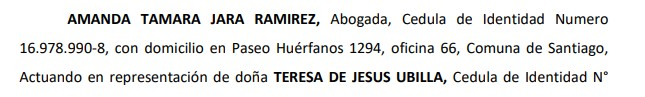 AMANDA TAMARA JARA RAMIREZ, Abogada, Cedula de Identidad Numero
16.978.990-8, con domicilio en Paseo Huérfanos 1294, oficina 66, Comuna de Santiago,
Actuando en representación de doña TERESA DE JESUS UBILLA, Cedula de Identidad N°